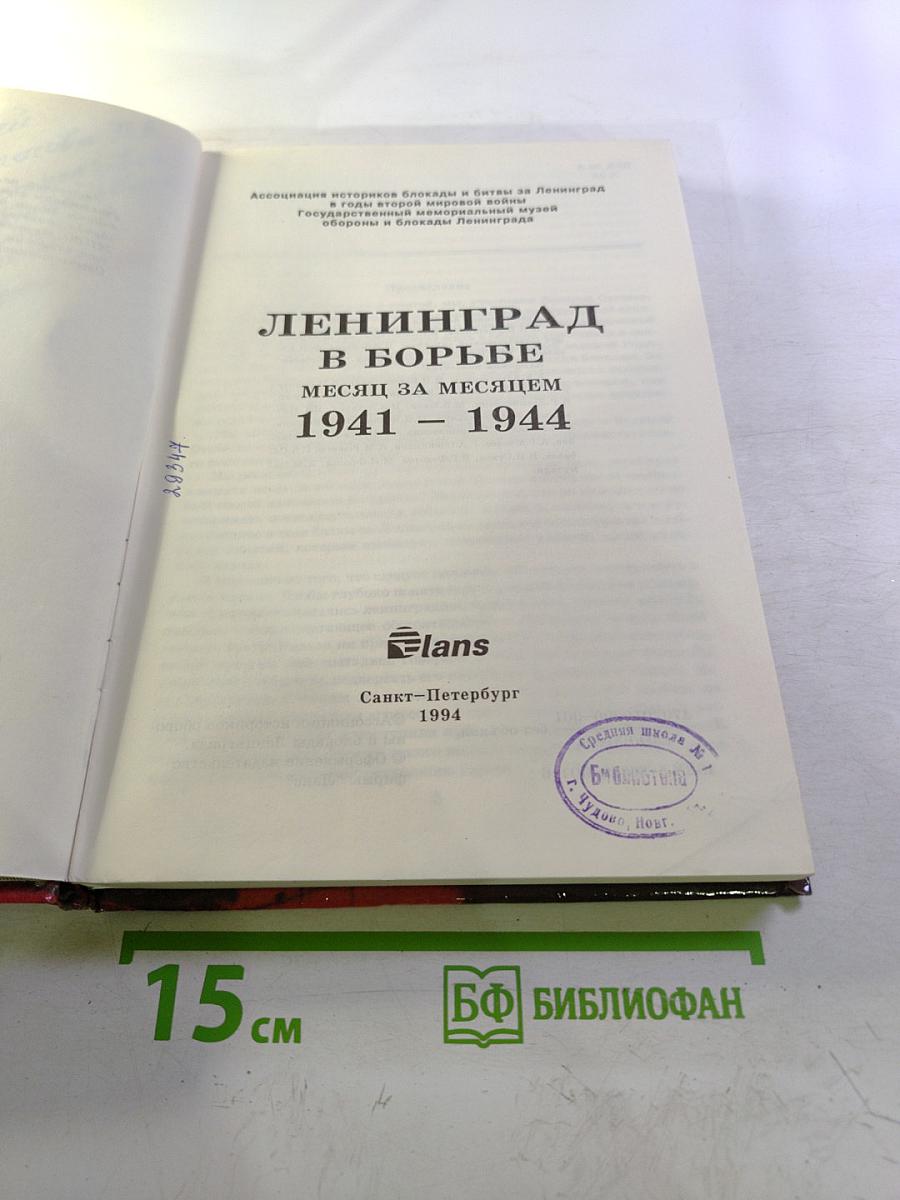 Ассоциация историков блокады и битвы за Ленинград
в годы второй мировой войны
Государственный мемориальный музей
обороны и блокады Ленинграда
ЛЕНИНГРАД
В БОРЬБЕ
МЕСЯЦ ЗА МЕСЯЦЕМ
1941 – 1944
29347
lans
Санкт-Петербург
1994
Средняя школа №
Библиотека
г. Чудово, Новг.
15 см
БФ БИБЛИОФАН